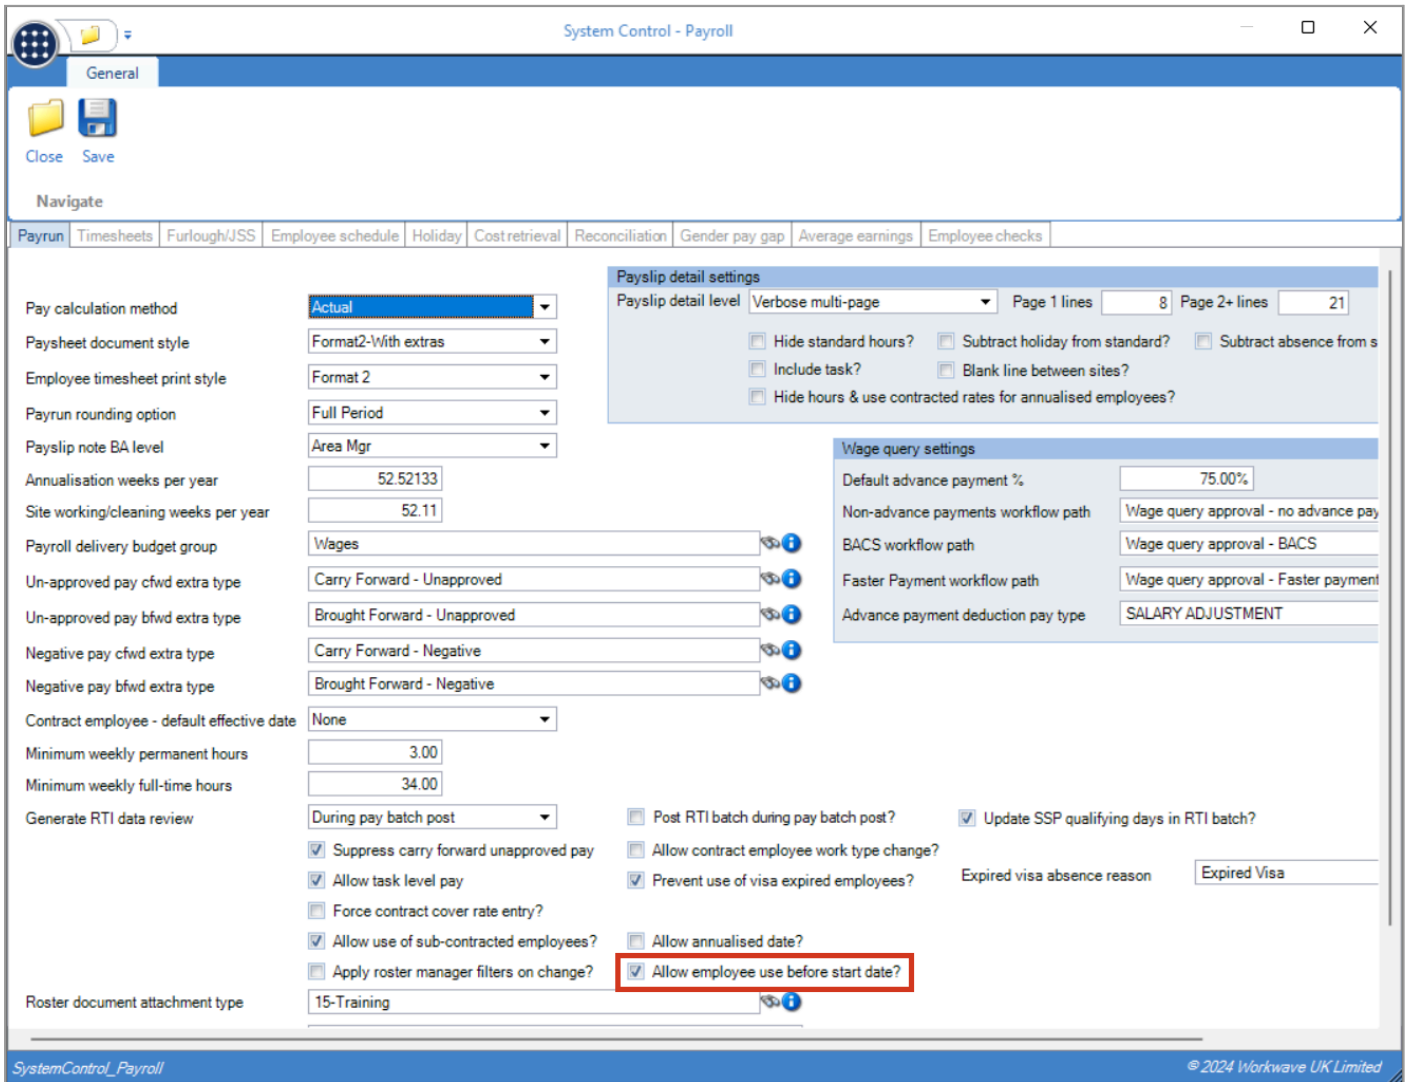 System Control - Payroll
General
Close Save
Navigate
Payrun Timesheets Furlough/JSS Employee schedule Holiday Cost retrieval Reconciliation Gender pay gap Average earnings Employee checks
Pay calculation method Actual
Paysheet document style Format2-With extras
Employee timesheet print style Format 2
Payrun rounding option Full Period
Payslip note BA level Area Mgr
Annualisation weeks per year 52.52133
Site working/cleaning weeks per year 52.11
Payroll delivery budget group Wages
Un-approved pay cfwd extra type Carry Forward - Unapproved
Un-approved pay bfwd extra type Brought Forward - Unapproved
Negative pay cfwd extra type Carry Forward - Negative
Negative pay bfwd extra type Brought Forward - Negative
Contract employee - default effective date None
Minimum weekly permanent hours 3.00
Minimum weekly full-time hours 34.00
Payslip detail settings
Payslip detail level Verbose multi-page Page 1 lines 8 Page 2+ lines 21
Hide standard hours? Subtract holiday from standard? Subtract absence from s
Include task? Blank line between sites?
Hide hours & use contracted rates for annualised employees?
Wage query settings
Default advance payment % 75.00%
Non-advance payments workflow path Wage query approval - no advance pay
BACS workflow path Wage query approval - BACS
Faster Payment workflow path Wage query approval - Faster payment
Advance payment deduction pay type SALARY ADJUSTMENT
Generate RTI data review During pay batch post Post RTI batch during pay batch post? Update SSP qualifying days in RTI batch?
Suppress carry forward unapproved pay Allow contract employee work type change?
Allow task level pay Prevent use of visa expired employees? Expired visa absence reason Expired Visa
Force contract cover rate entry?
Allow use of sub-contracted employees? Allow annualised date?
Apply roster manager filters on change? Allow employee use before start date?
Roster document attachment type 15-Training
SystemControl_Payroll © 2024 Workwave UK Limited